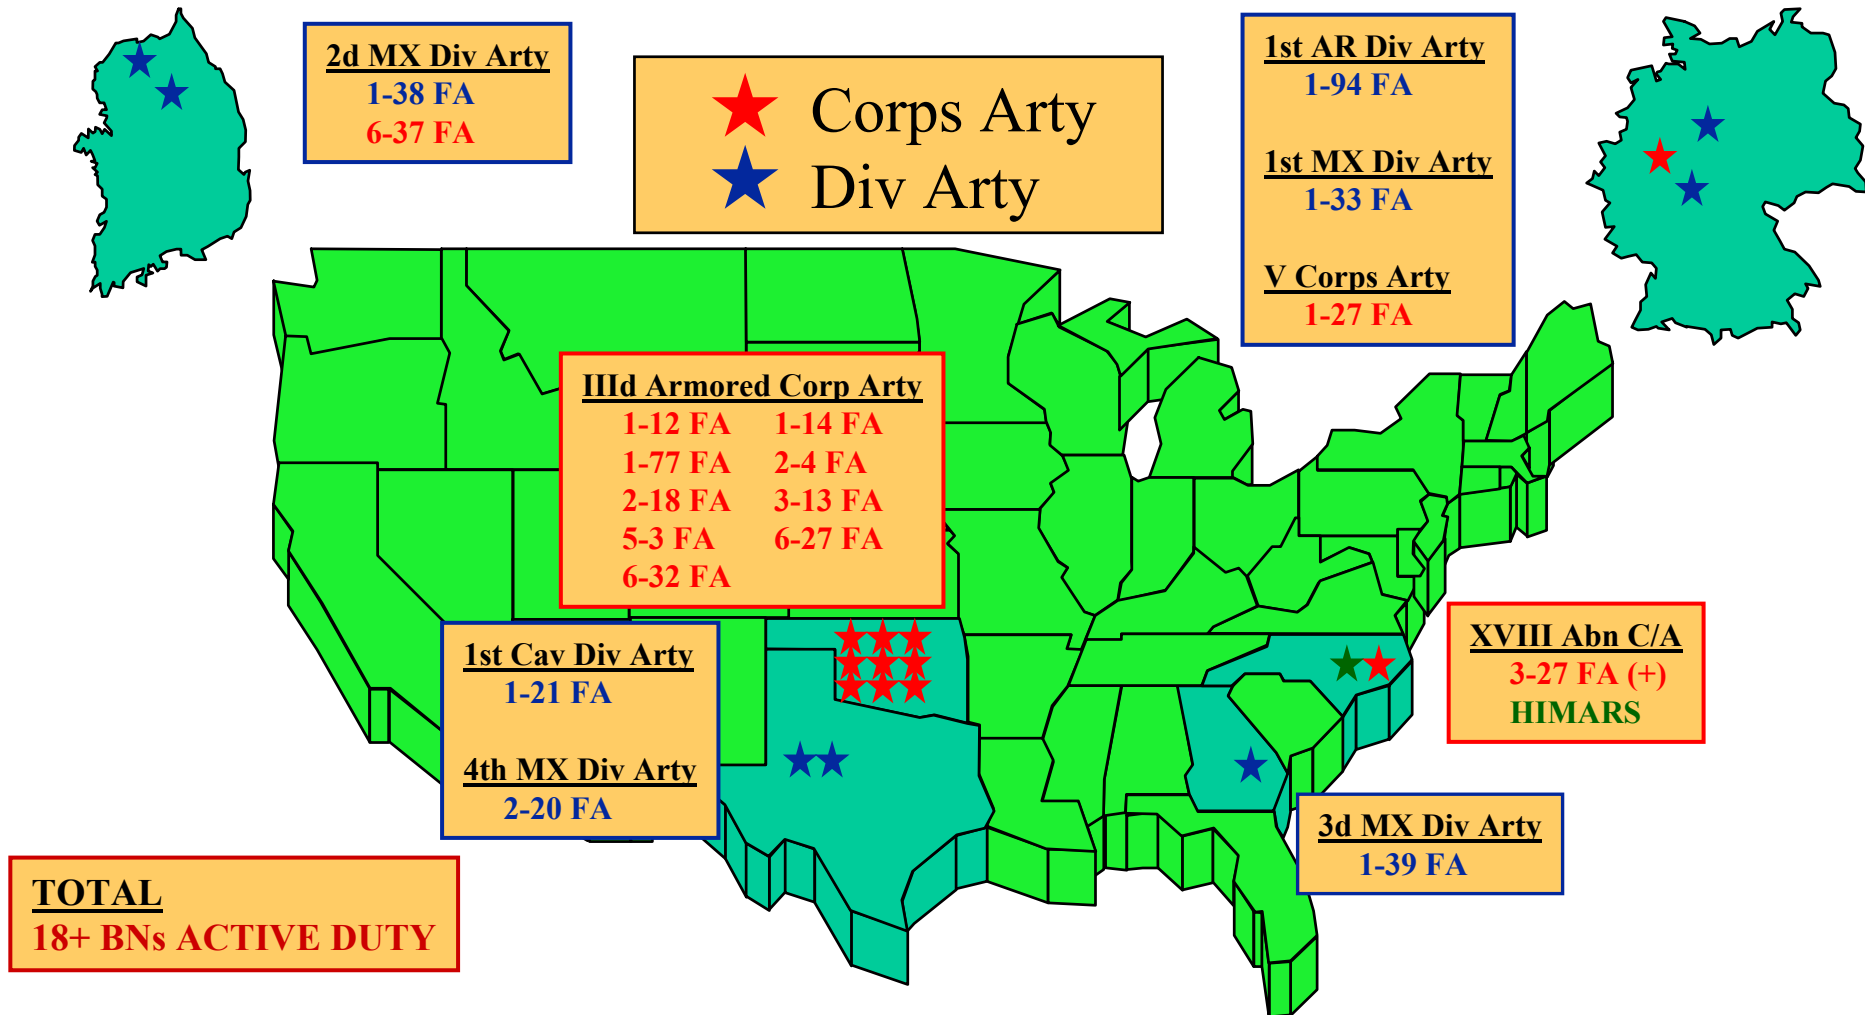 2d MX Div Arty
1-38 FA
6-37 FA
Corps Arty
Div Arty
1st AR Div Arty
1-94 FA
1st MX Div Arty
1-33 FA
V Corps Arty
1-27 FA
IIId Armored Corp Arty
1-12 FA 1-14 FA
1-77 FA 2-4 FA
2-18 FA 3-13 FA
5-3 FA 6-27 FA
6-32 FA
1st Cav Div Arty
1-21 FA
4th MX Div Arty
2-20 FA
XVIII Abn C/A
3-27 FA (+)
HIMARS
3d MX Div Arty
1-39 FA
TOTAL
18+ BNs ACTIVE DUTY